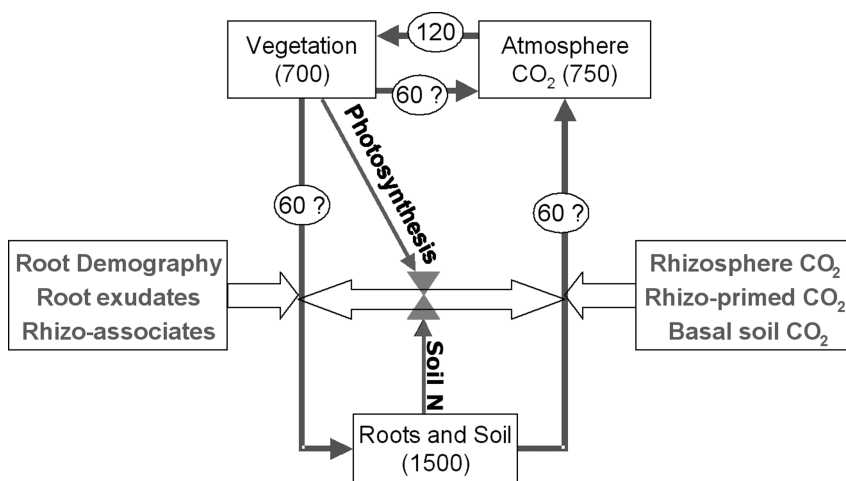 Vegetation
(700)
120
Atmosphere
CO₂ (750)
60 ?
Photosynthesis
60 ?
60 ?
Root Demography
Root exudates
Rhizo-associates
Rhizosphere CO₂
Rhizo-primed CO₂
Basal soil CO₂
Soil N
Roots and Soil
(1500)